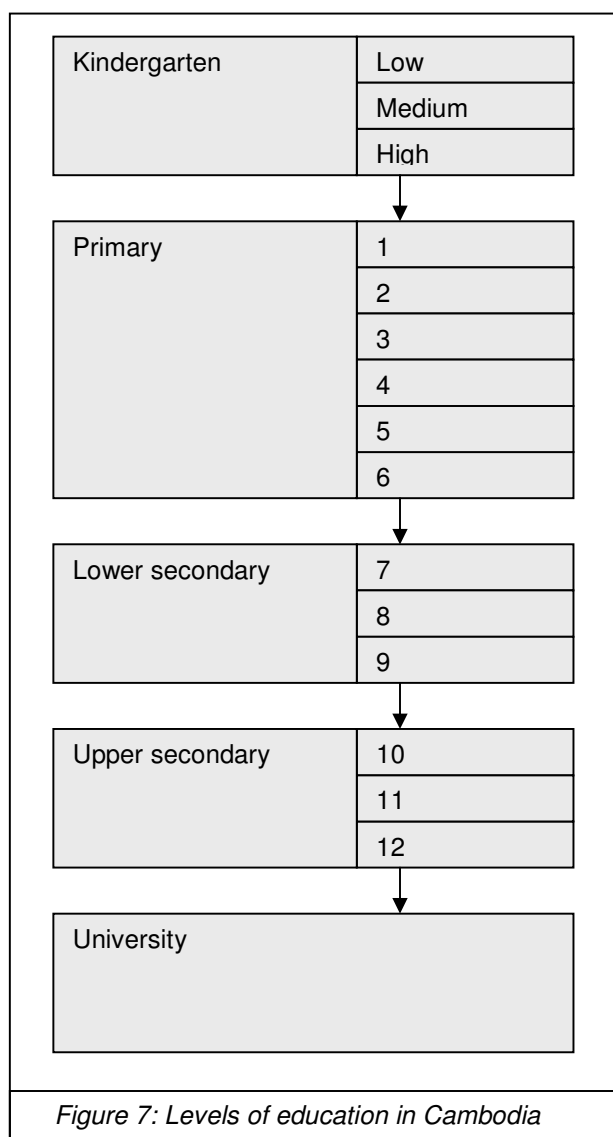 Kindergarten Low
Medium
High
Primary 1
2
3
4
5
6
Lower secondary 7
8
9
Upper secondary 10
11
12
University
Figure 7: Levels of education in Cambodia